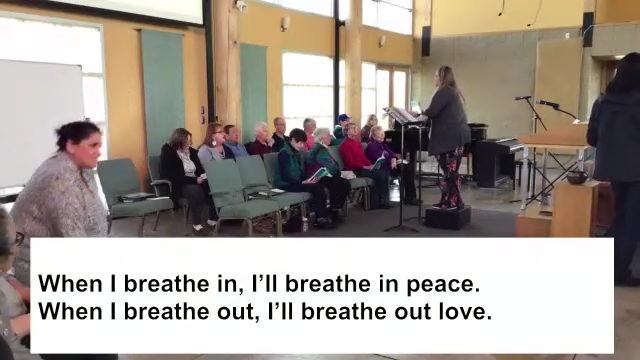 When I breathe in, I’ll breathe in peace.
When I breathe out, I’ll breathe out love.